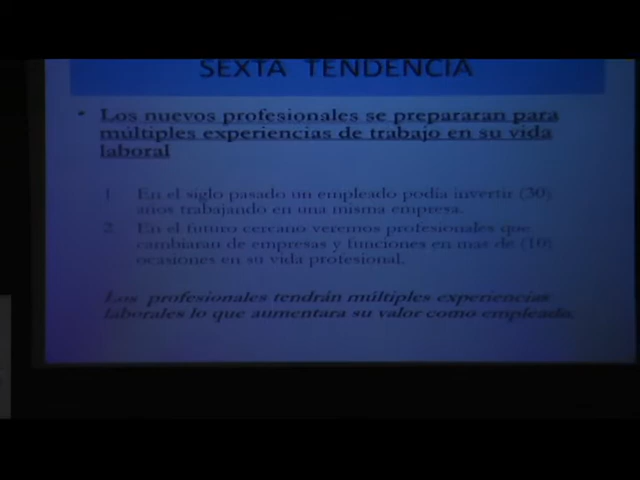 SEXTA TENDENCIA
• Los nuevos profesionales se prepararan para
múltiples experiencias de trabajo en su vida
laboral
1. En el siglo pasado un empleado podía invertir (30)
años trabajando en una misma empresa.
2. En el futuro cercano veremos profesionales que
cambiaran de empresas y funciones en mas de (10)
ocasiones en su vida profesional.
Los profesionales tendrán múltiples experiencias
laborales lo que aumentara su valor como empleado.